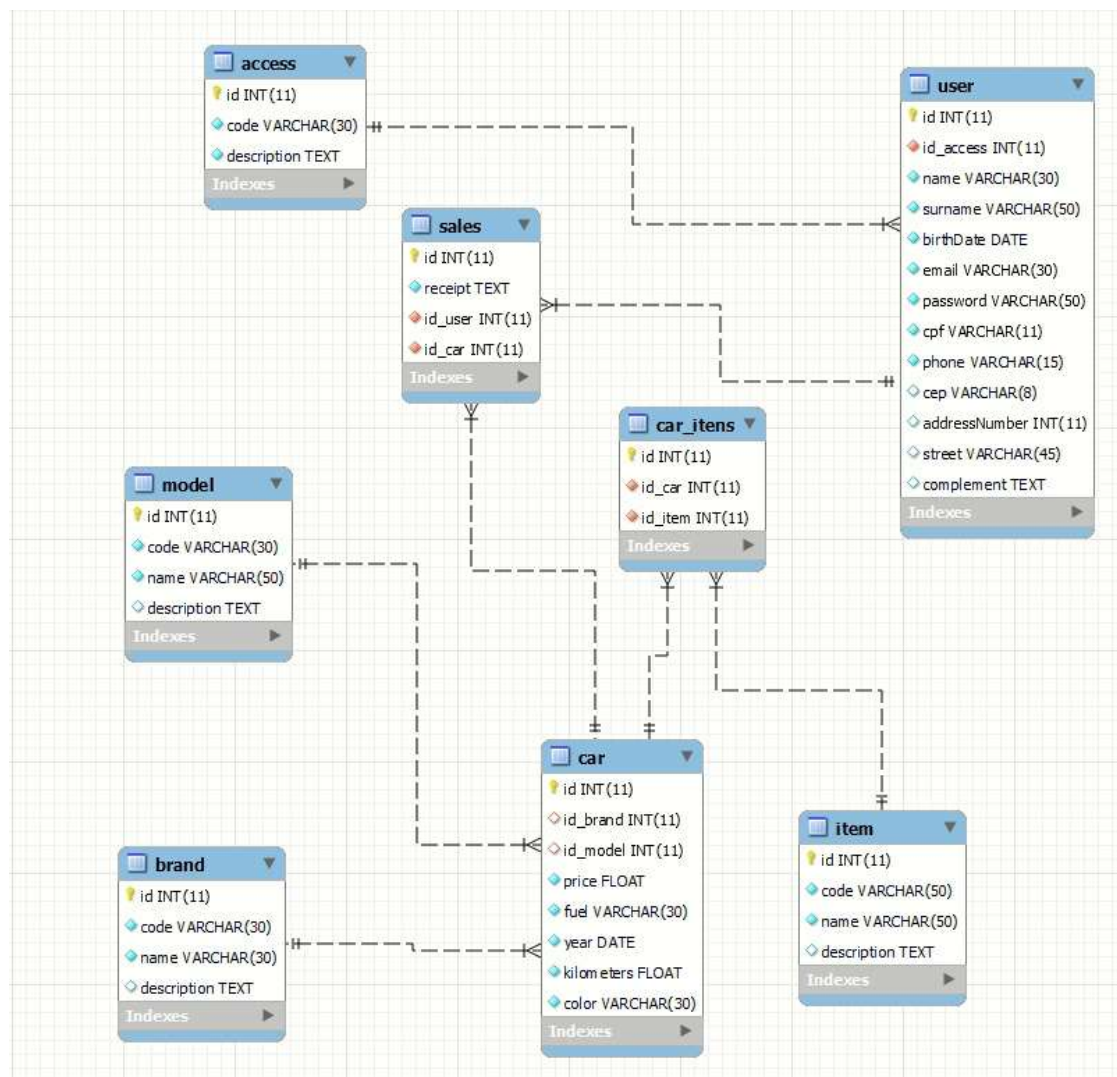 access
id INT(11)
code VARCHAR(30)
description TEXT
Indexes
user
id INT(11)
id_access INT(11)
name VARCHAR(30)
surname VARCHAR(50)
birthDate DATE
email VARCHAR(30)
password VARCHAR(50)
cpf VARCHAR(11)
phone VARCHAR(15)
cep VARCHAR(8)
addressNumber INT(11)
street VARCHAR(45)
complement TEXT
Indexes
sales
id INT(11)
receipt TEXT
id_user INT(11)
id_car INT(11)
Indexes
car_itens
id INT(11)
id_car INT(11)
id_item INT(11)
Indexes
model
id INT(11)
code VARCHAR(30)
name VARCHAR(50)
description TEXT
Indexes
car
id INT(11)
id_brand INT(11)
id_model INT(11)
price FLOAT
fuel VARCHAR(30)
year DATE
kilometers FLOAT
color VARCHAR(30)
Indexes
item
id INT(11)
code VARCHAR(50)
name VARCHAR(50)
description TEXT
Indexes
brand
id INT(11)
code VARCHAR(30)
name VARCHAR(30)
description TEXT
Indexes